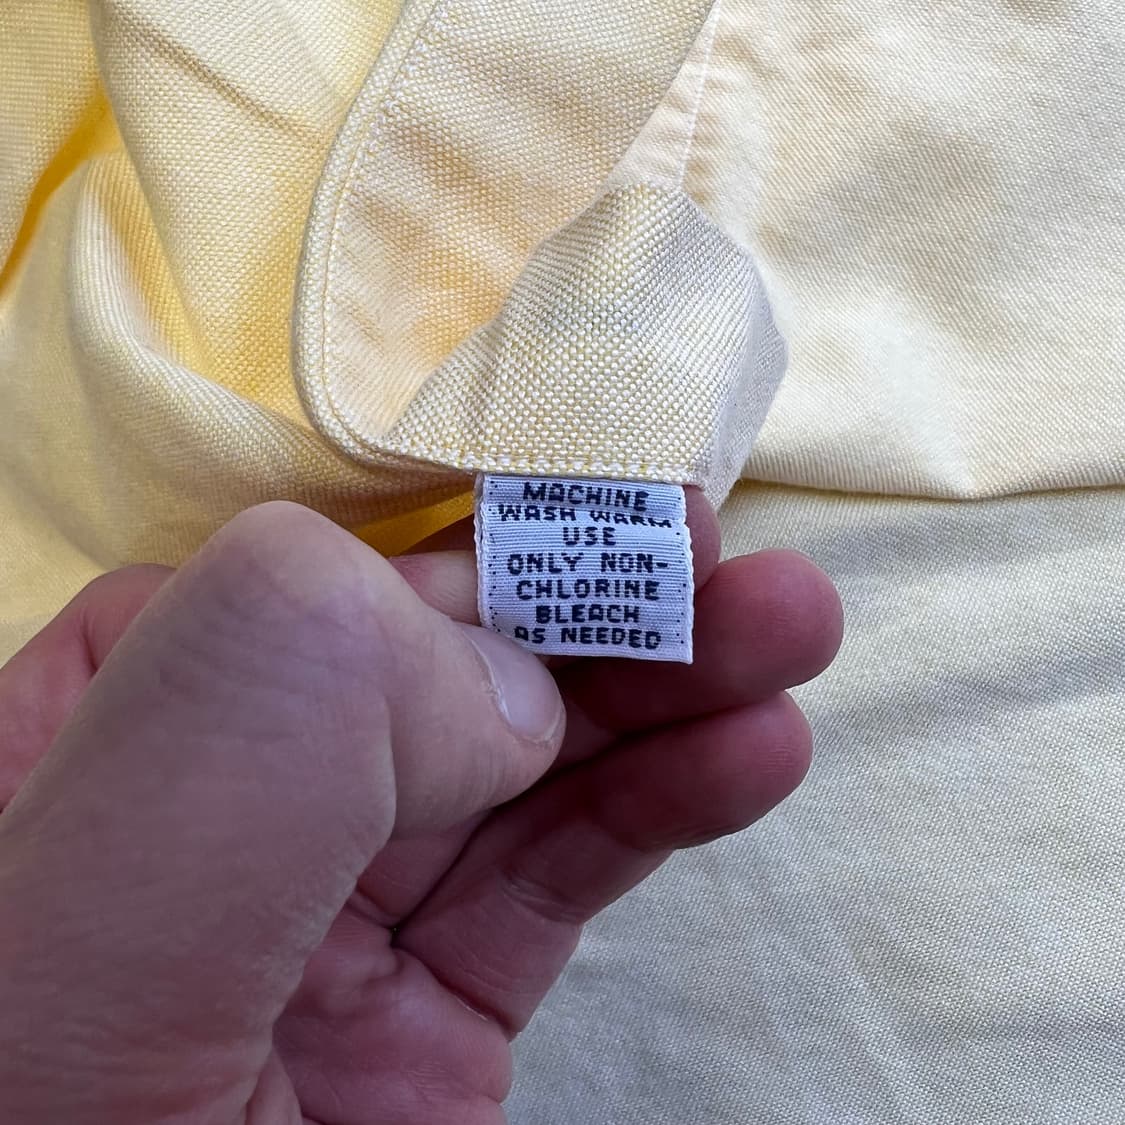 MACHINE
WASH WARM
USE
ONLY NON-
CHLORINE
BLEACH
AS NEEDED